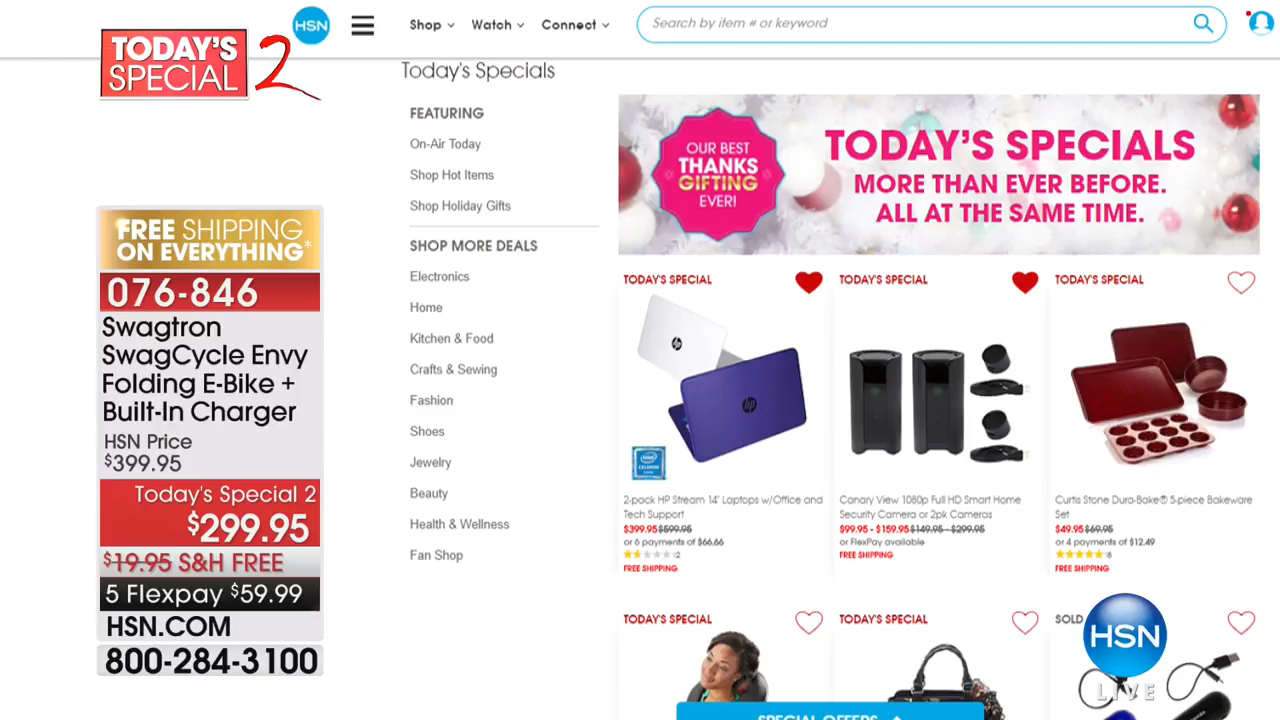 TODAY'S
SPECIAL 2
FREE SHIPPING
ON EVERYTHING*
076-846
Swagtron
SwagCycle Envy
Folding E-Bike +
Built-In Charger
HSN Price
$399.95
Today's Special 2
$299.95
$19.95 S&H FREE
5 Flexpay $59.99
HSN.COM
800-284-3100
HSN
Shop
Watch
Connect
Search by item # or keyword
Today's Specials
FEATURING
On-Air Today
Shop Hot Items
Shop Holiday Gifts
SHOP MORE DEALS
Electronics
Home
Kitchen & Food
Crafts & Sewing
Fashion
Shoes
Jewelry
Beauty
Health & Wellness
Fan Shop
OUR BEST
THANKS
GIFTING
EVER!
TODAY'S SPECIALS
MORE THAN EVER BEFORE.
ALL AT THE SAME TIME.
TODAY'S SPECIAL
hp
hp
intel
CELERON
2-pack HP Stream 14" Laptops w/Office and
Tech Support
$399.95 $599.95
or 6 payments of $66.66
2
FREE SHIPPING
TODAY'S SPECIAL
Canary View 1080p Full HD Smart Home
Security Camera or 2pk Cameras
$99.95 - $159.95 $149.95 - $299.95
or FlexPay available
FREE SHIPPING
TODAY'S SPECIAL
Curtis Stone Dura-Bake® 5-piece Bakeware
Set
$49.95 $69.95
or 4 payments of $12.49
8
FREE SHIPPING
TODAY'S SPECIAL
TODAY'S SPECIAL
SOLD
HSN
LIVE
SPECIAL OFFERS